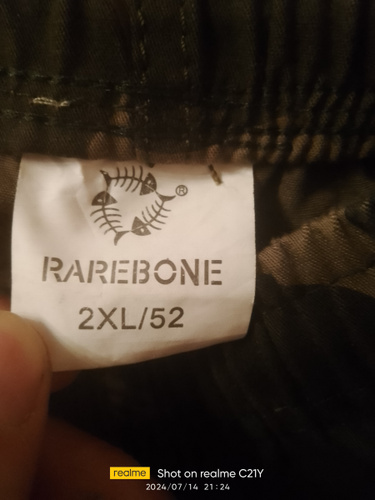 ®
RAREBONE
2XL/52
realme Shot on realme C21Y
2024/07/14 21:24